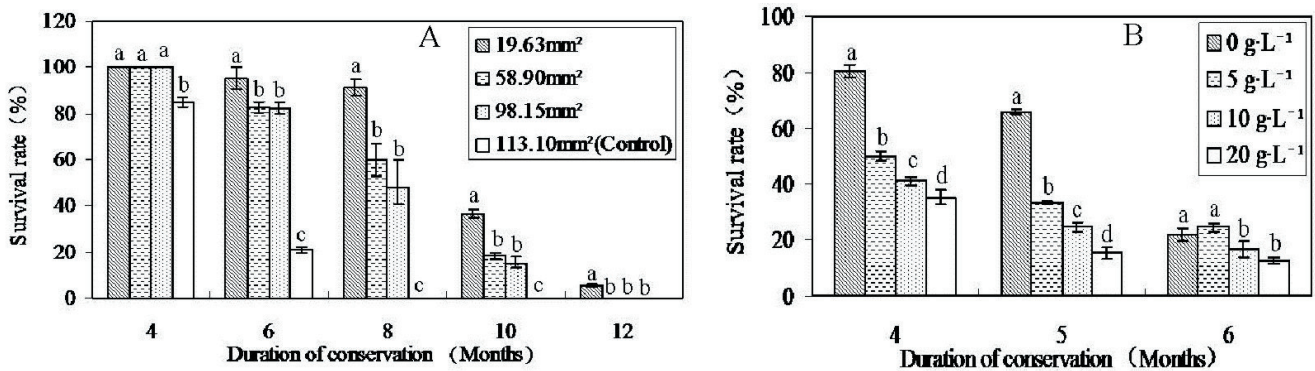 A
120
100
80
60
40
20
0
Survival rate (%)
19.63mm²
58.90mm²
98.15mm²
113.10mm²(Control)
a a a b
a b b c
a b b c
a b b c
a b b b
4 6 8 10 12
Duration of conservation (Months)
B
100
80
60
40
20
0
Survival rate (%)
0 g·L⁻¹
5 g·L⁻¹
10 g·L⁻¹
20 g·L⁻¹
a b c d
a b c d
a a b b
4 5 6
Duration of conservation (Months)